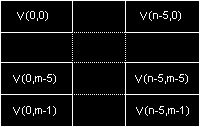 V(0,0) V(n-5,0)
V(0,m-5) V(n-5,m-5)
V(0,m-1) V(n-5,m-1)